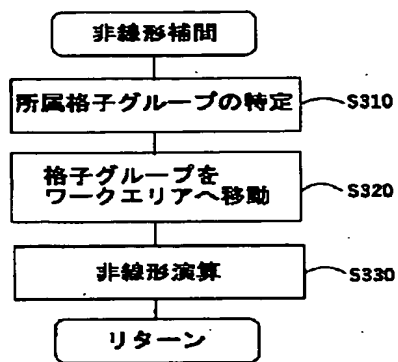 非線形補間
所属格子グループの特定
S310
格子グループを
ワークエリアへ移動
S320
非線形演算
S330
リターン